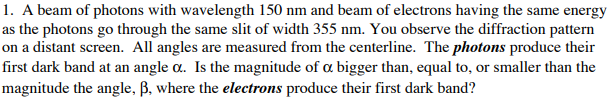 1. A beam of photons with wavelength 150 nm and beam of electrons having the same energy
as the photons go through the same slit of width 355 nm. You observe the diffraction pattern
on a distant screen. All angles are measured from the centerline. The photons produce their
first dark band at an angle α. Is the magnitude of α bigger than, equal to, or smaller than the
magnitude the angle, β, where the electrons produce their first dark band?